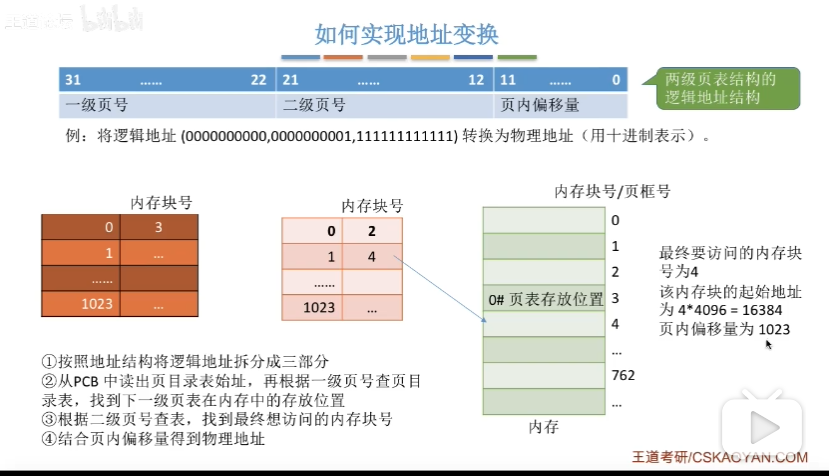 如何实现地址变换
31 …… 22 21 …… 12 11 …… 0
一级页号 二级页号 页内偏移量
两级页表结构的
逻辑地址结构
例：将逻辑地址 (0000000000,0000000001,111111111111) 转换为物理地址（用十进制表示）。
内存块号
0 3
1 …
……
1023 …
内存块号
0 2
1 4
……
1023 …
内存块号/页框号
0
1
2
0# 页表存放位置 3
4
…
762
…
内存
最终要访问的内存块
号为4
该内存块的起始地址
为 4*4096 = 16384
页内偏移量为 1023
①按照地址结构将逻辑地址拆分成三部分
②从PCB 中读出页目录表始址，再根据一级页号查页目
录表，找到下一级页表在内存中的存放位置
③根据二级页号查表，找到最终想访问的内存块号
④结合页内偏移量得到物理地址
王道考研/CSKAOYAN.COM